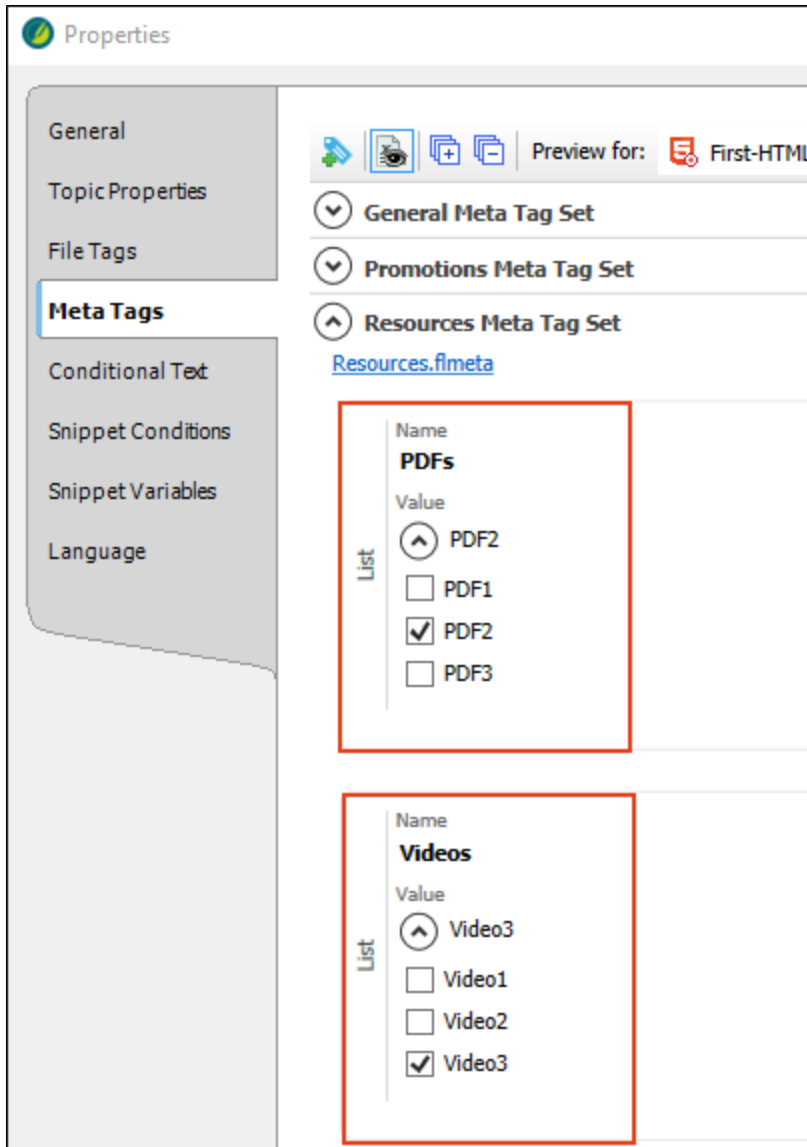 Properties
General
Topic Properties
File Tags
Meta Tags
Conditional Text
Snippet Conditions
Snippet Variables
Language
Preview for: First-HTML
General Meta Tag Set
Promotions Meta Tag Set
Resources Meta Tag Set
Resources.flmeta
Name
PDFs
Value
PDF2
List
PDF1
PDF2
PDF3
Name
Videos
Value
Video3
List
Video1
Video2
Video3